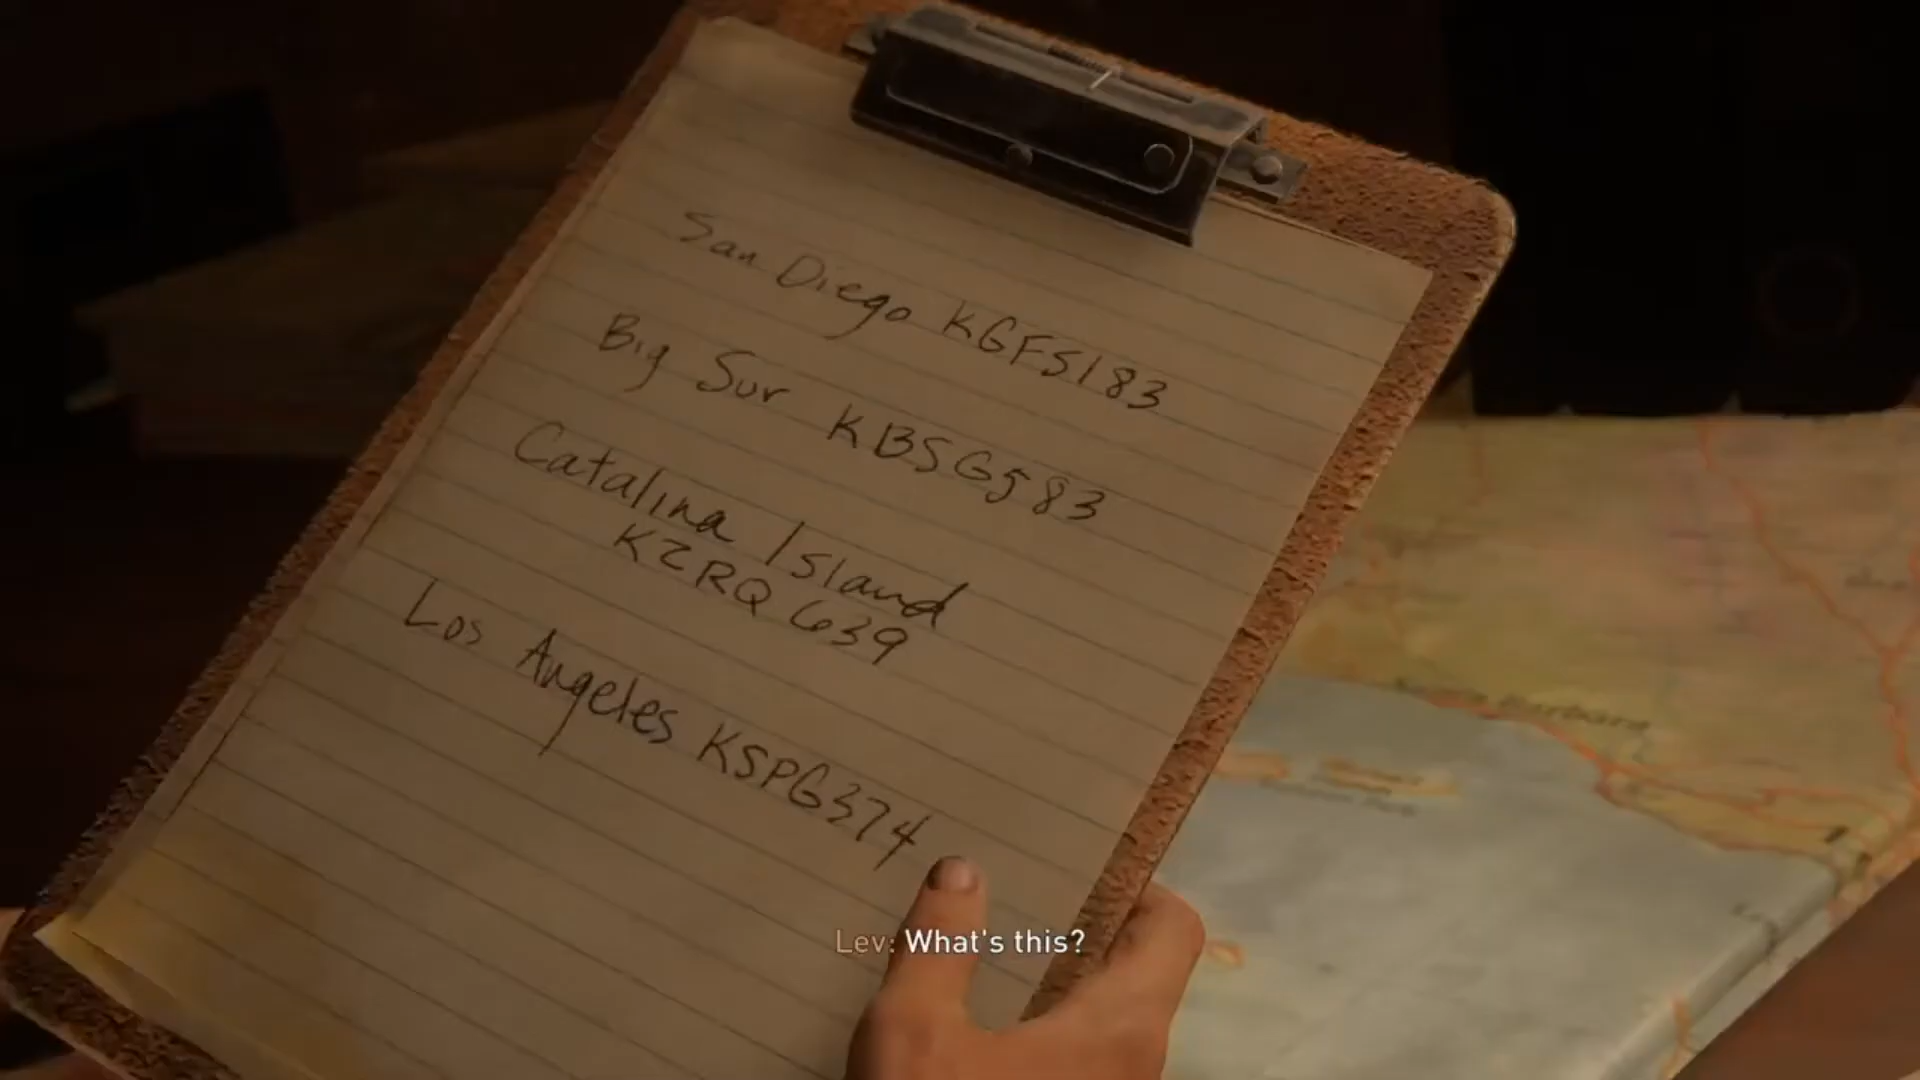 San Diego KGFS183
Big Sur KBSG583
Catalina Island
KZRQ639
Los Angeles KSPG374
Lev: What's this?